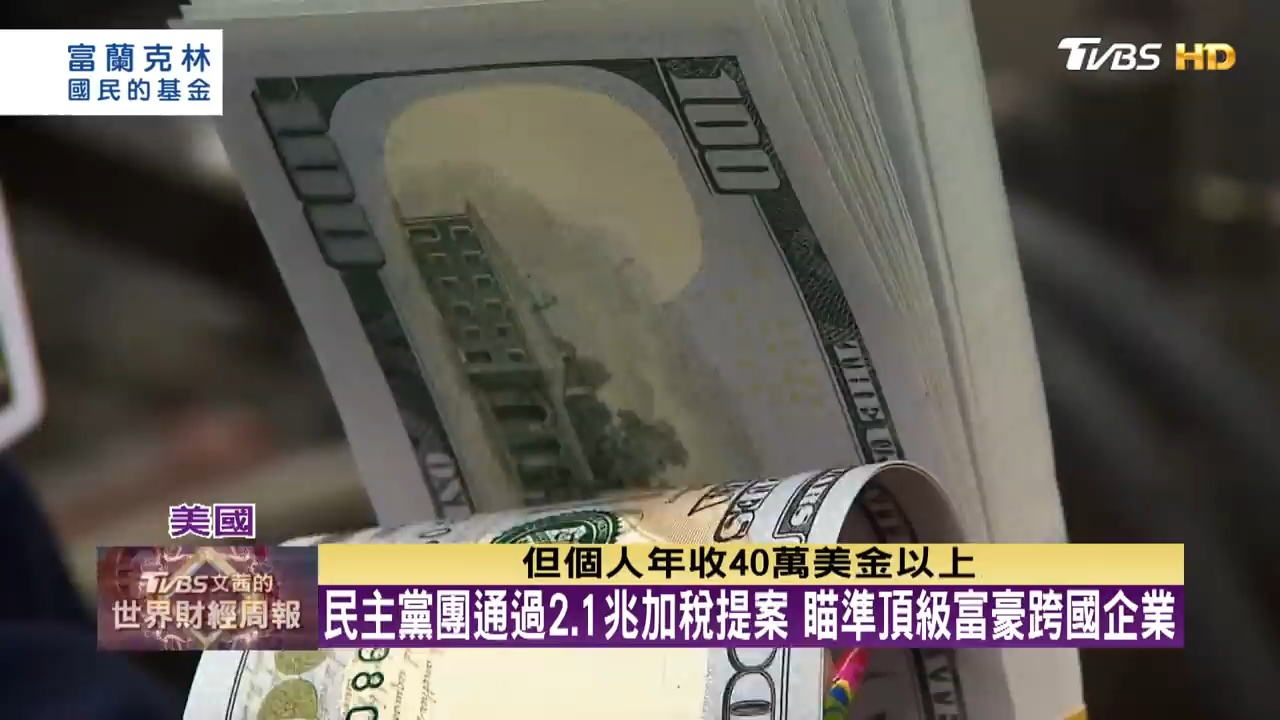 富蘭克林
國民的基金
TVBS HD
100
100
THE U
美國
但個人年收40萬美金以上
TVBS文茜的
世界財經周報
民主黨團通過2.1兆加稅提案 瞄準頂級富豪跨國企業